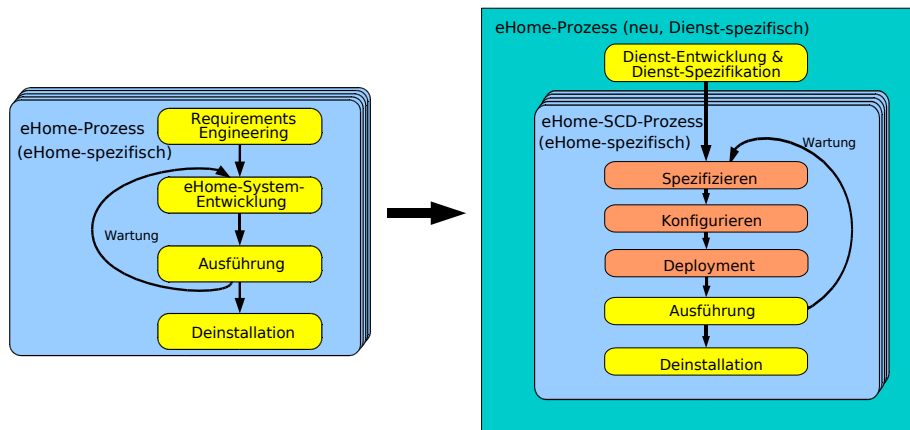 eHome-Prozess
(eHome-spezifisch)
Requirements
Engineering
eHome-System-
Entwicklung
Wartung
Ausführung
Deinstallation
eHome-Prozess (neu, Dienst-spezifisch)
Dienst-Entwicklung &
Dienst-Spezifikation
eHome-SCD-Prozess
(eHome-spezifisch)
Wartung
Spezifizieren
Konfigurieren
Deployment
Ausführung
Deinstallation